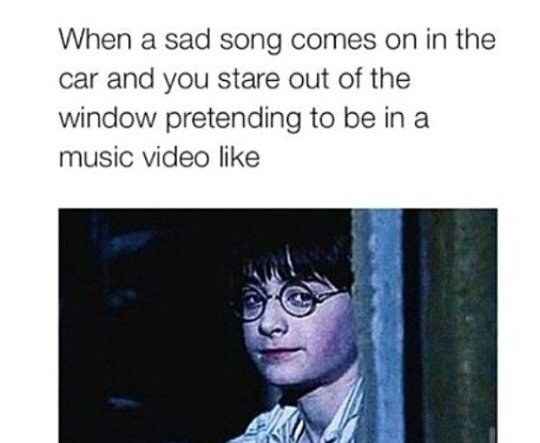 When a sad song comes on in the
car and you stare out of the
window pretending to be in a
music video like